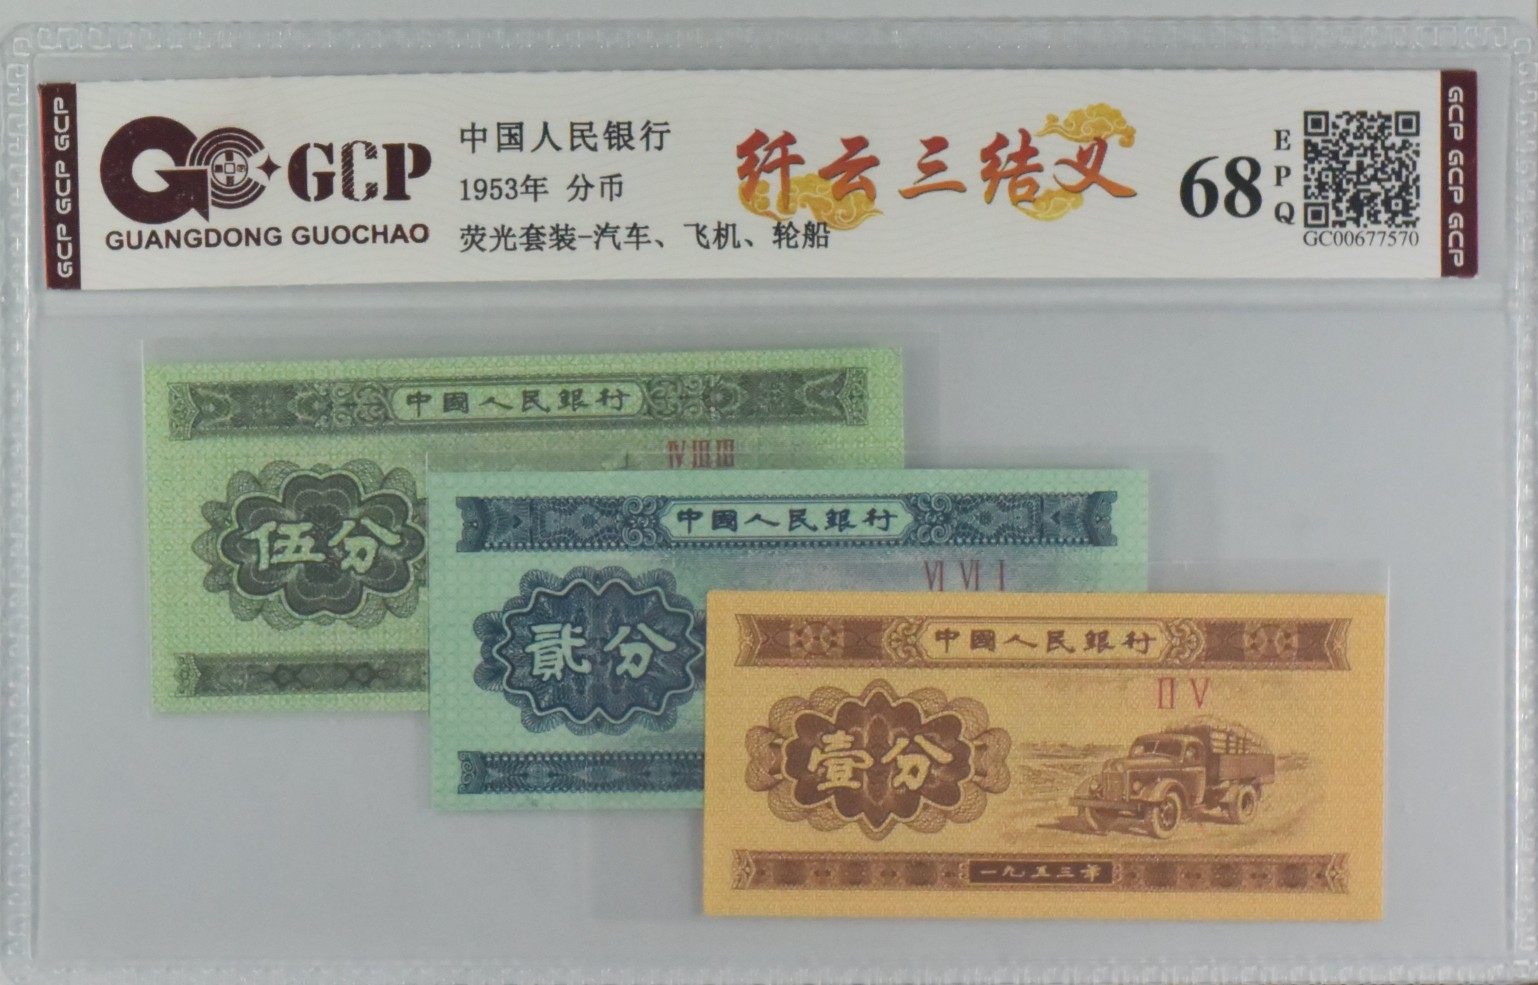 GCP GCP GCP
GCP
GUANGDONG GUOCHAO
中国人民银行
1953年 分币
荧光套装-汽车、飞机、轮船
纤云三结义
68
EPQ
GC00677570
GCP GCP GCP
中國人民銀行
ⅣⅢⅢ
伍分
中國人民銀行
Ⅵ Ⅵ Ⅰ
貳分
中國人民銀行
Ⅱ Ⅴ
壹分
一九五三年